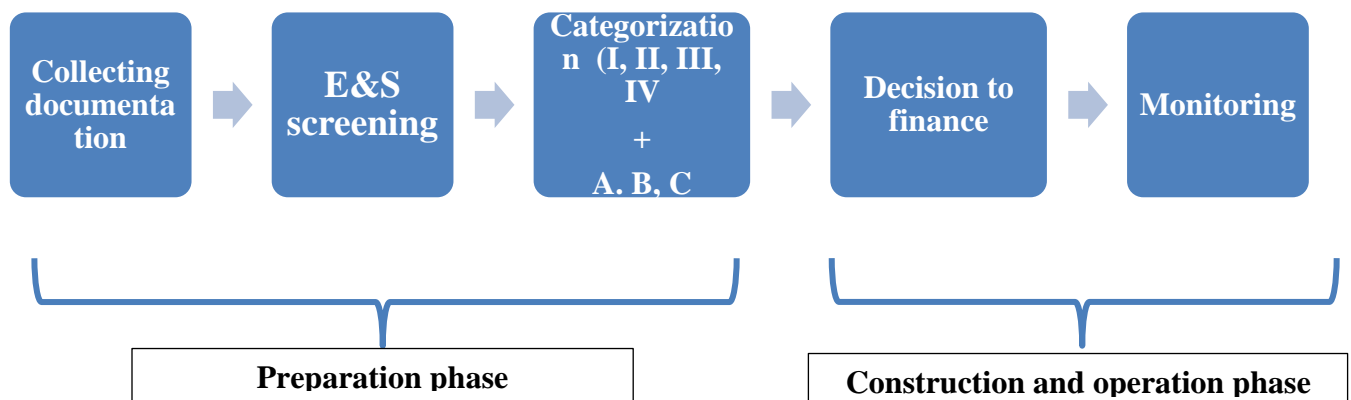 Collecting
documenta
tion
E&S
screening
Categorizatio
n (I, II, III,
IV
+
A. B, C
Decision to
finance
Monitoring
Preparation phase
Construction and operation phase